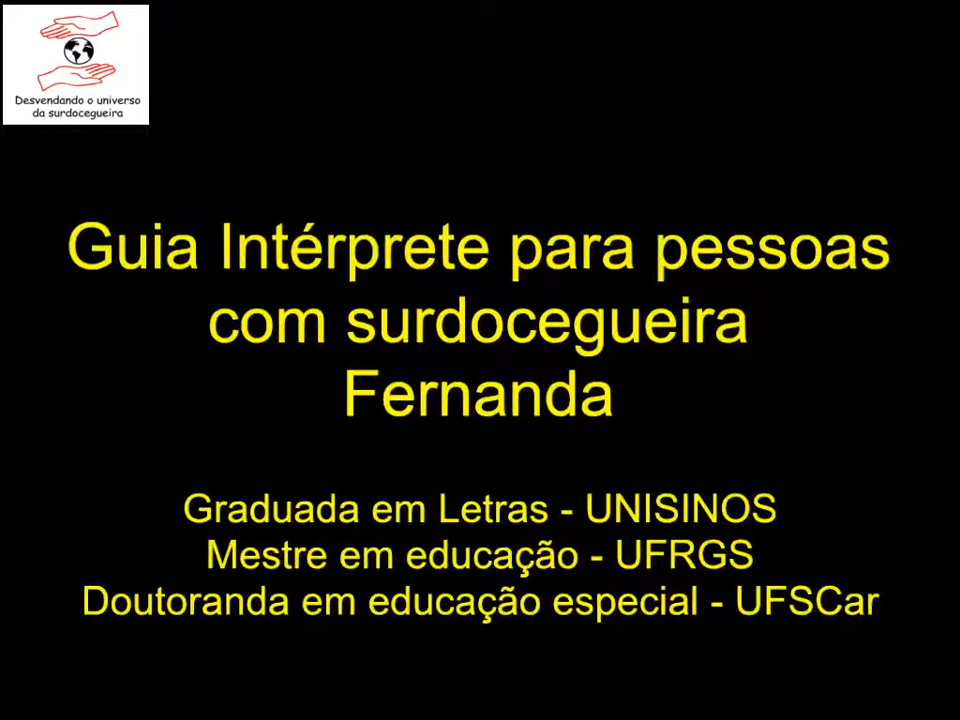 Desvendando o universo
da surdocegueira
Guia Intérprete para pessoas
com surdocegueira
Fernanda
Graduada em Letras - UNISINOS
Mestre em educação - UFRGS
Doutoranda em educação especial - UFSCar